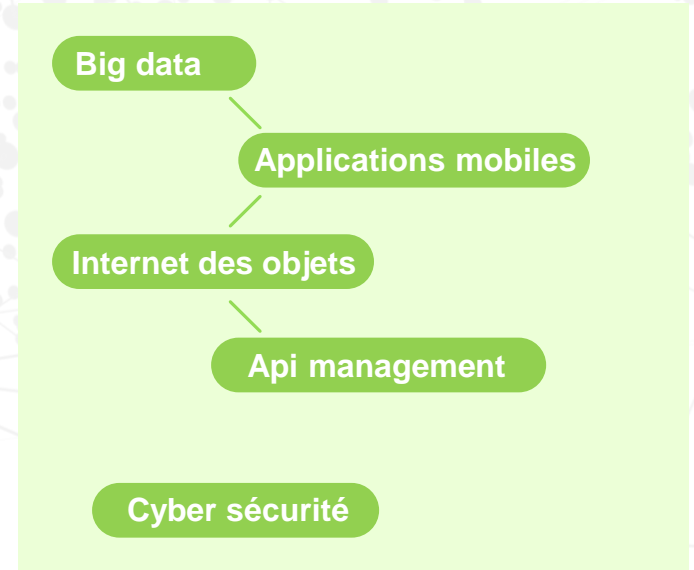 Big data
Applications mobiles
Internet des objets
Api management
Cyber sécurité